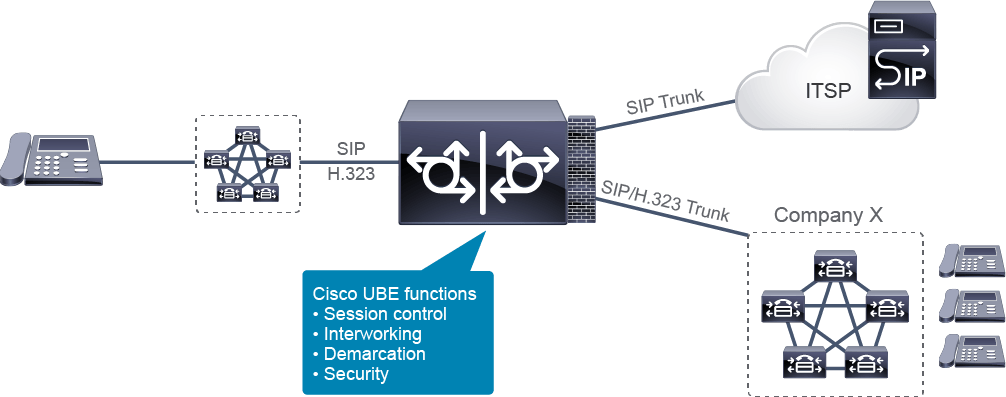 SIP
ITSP
SIP Trunk
SIP
H.323
SIP/H.323 Trunk
Company X
Cisco UBE functions
• Session control
• Interworking
• Demarcation
• Security